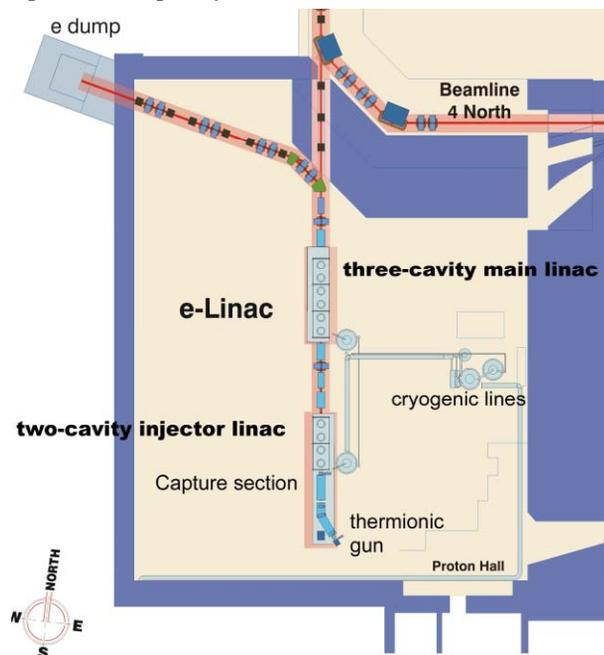 e dump
Beamline
4 North
three-cavity main linac
e-Linac
cryogenic lines
two-cavity injector linac
Capture section
thermionic
gun
Proton Hall
NORTH
N
E
S